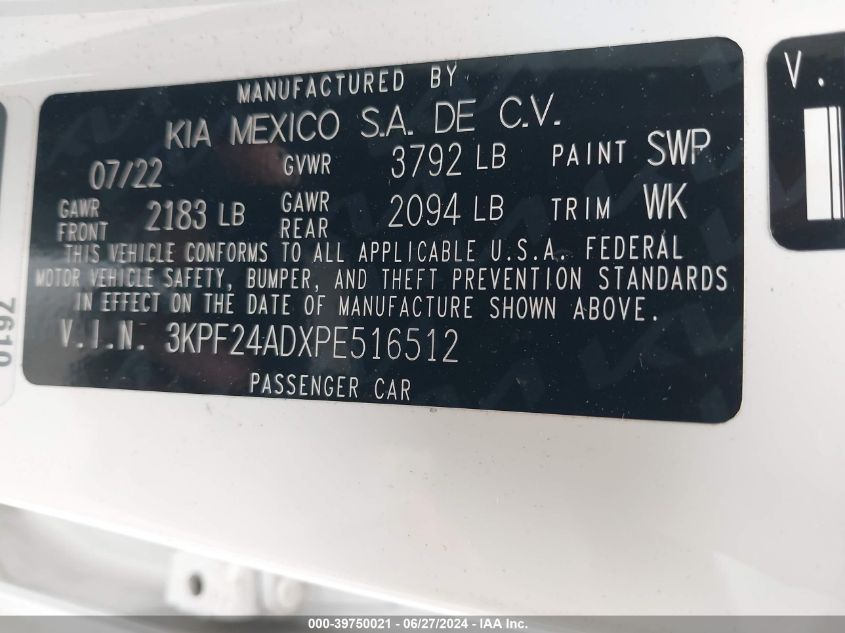 MANUFACTURED BY
KIA MEXICO S.A. DE C.V.
07/22 GVWR 3792 LB PAINT SWP
GAWR FRONT 2183 LB GAWR REAR 2094 LB TRIM WK
THIS VEHICLE CONFORMS TO ALL APPLICABLE U.S.A. FEDERAL
MOTOR VEHICLE SAFETY, BUMPER, AND THEFT PREVENTION STANDARDS
IN EFFECT ON THE DATE OF MANUFACTURE SHOWN ABOVE.
V.I.N. 3KPF24ADXPE516512
PASSENGER CAR
V.
000-39750021 - 06/27/2024 - IAA Inc.